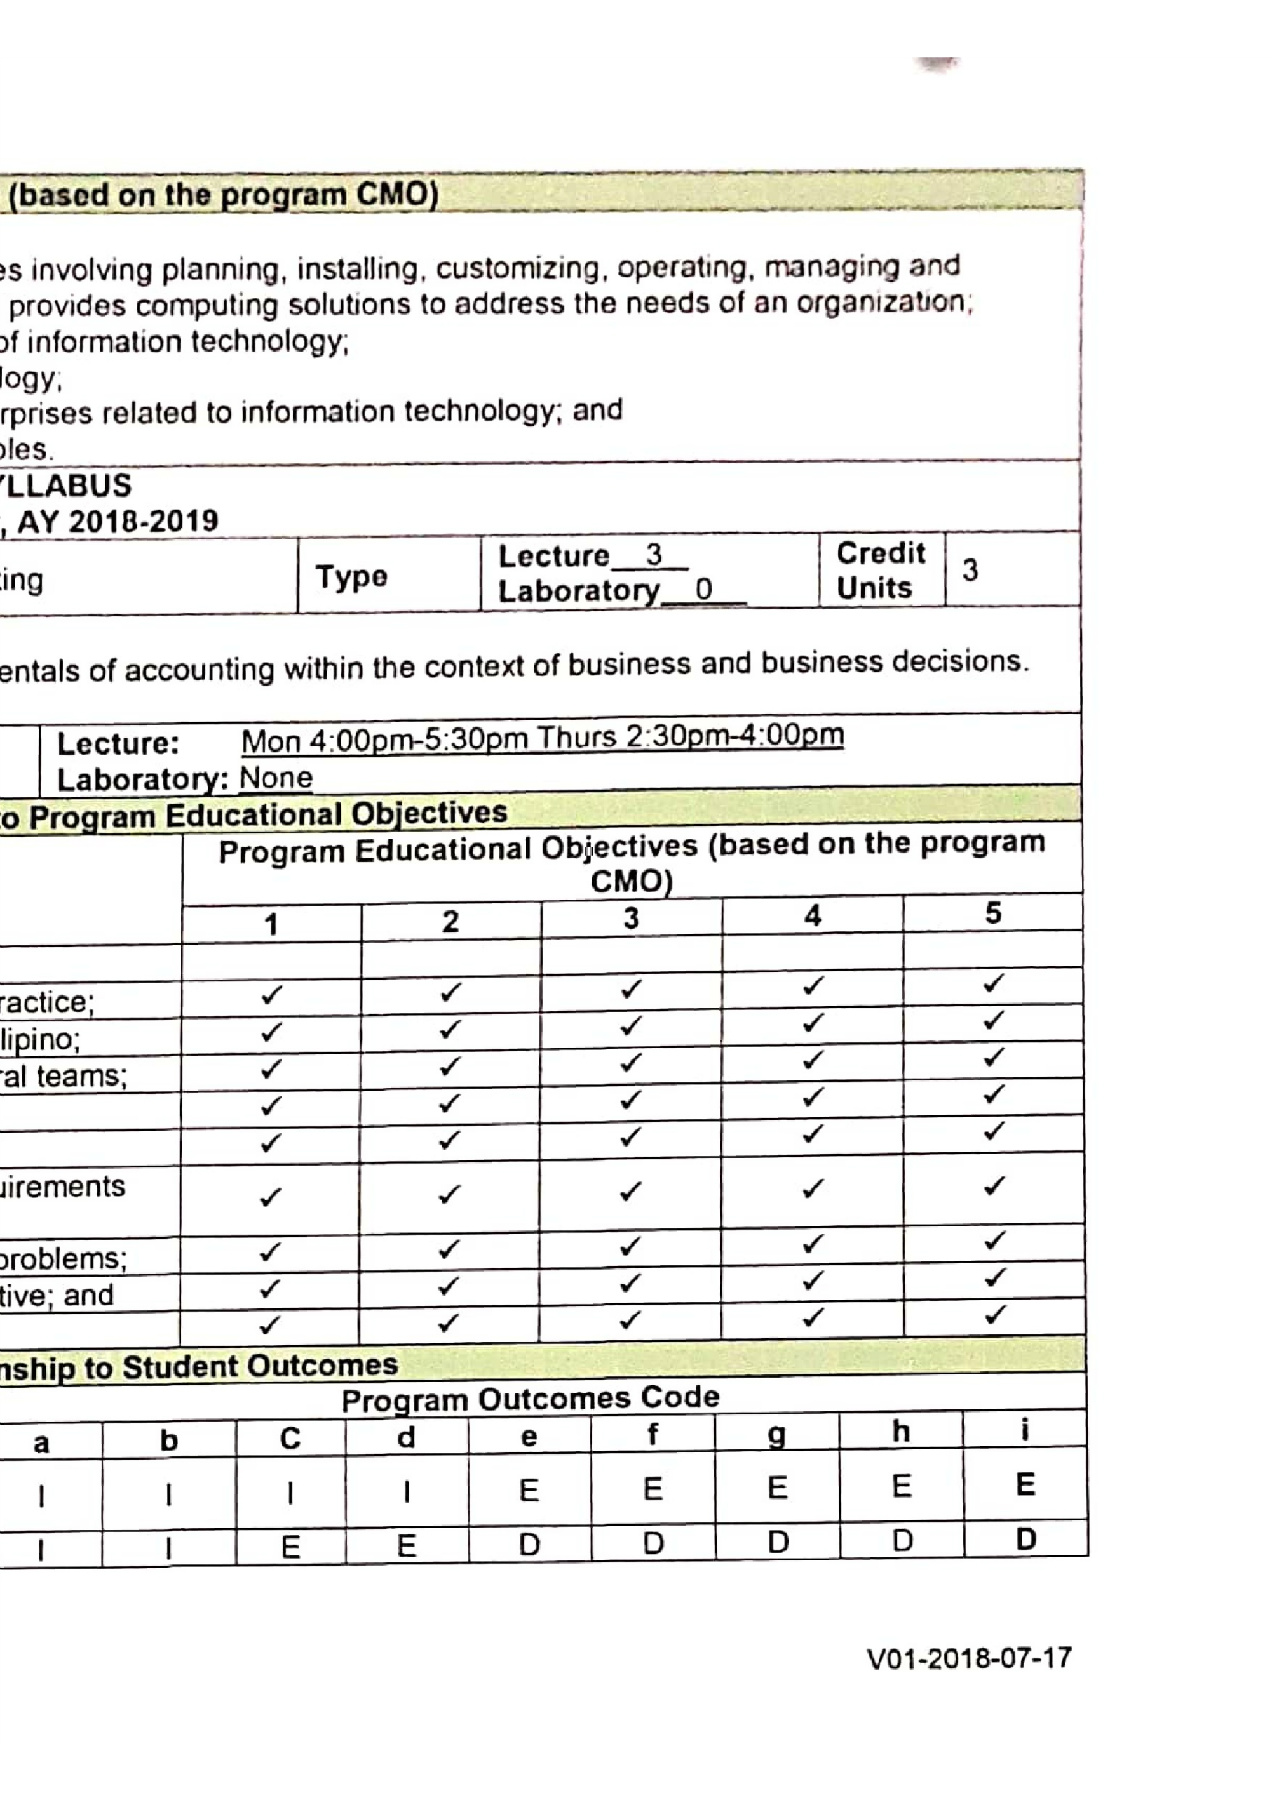 (based on the program CMO)
es involving planning, installing, customizing, operating, managing and
provides computing solutions to address the needs of an organization;
of information technology;
logy;
rprises related to information technology; and
ples.
YLLABUS
, AY 2018-2019
ting Type Lecture 3 Laboratory 0 Credit Units 3
entals of accounting within the context of business and business decisions.
Lecture: Mon 4:00pm-5:30pm Thurs 2:30pm-4:00pm
Laboratory: None
to Program Educational Objectives
Program Educational Objectives (based on the program
CMO)
1 2 3 4 5
ractice; ✓ ✓ ✓ ✓ ✓
lipino; ✓ ✓ ✓ ✓ ✓
ral teams; ✓ ✓ ✓ ✓ ✓
✓ ✓ ✓ ✓ ✓
✓ ✓ ✓ ✓ ✓
uirements ✓ ✓ ✓ ✓ ✓
problems; ✓ ✓ ✓ ✓ ✓
tive; and ✓ ✓ ✓ ✓ ✓
✓ ✓ ✓ ✓ ✓
nship to Student Outcomes
Program Outcomes Code
a b C d e f g h i
I I I I E E E E E
I I E E D D D D D
V01-2018-07-17